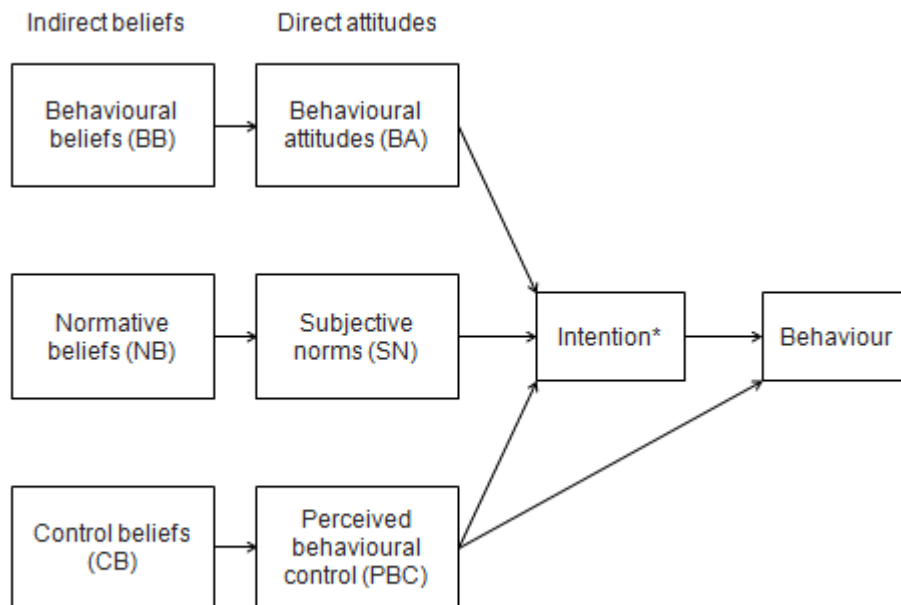 Indirect beliefs
Direct attitudes
Behavioural
beliefs (BB)
Behavioural
attitudes (BA)
Normative
beliefs (NB)
Subjective
norms (SN)
Intention*
Behaviour
Control beliefs
(CB)
Perceived
behavioural
control (PBC)